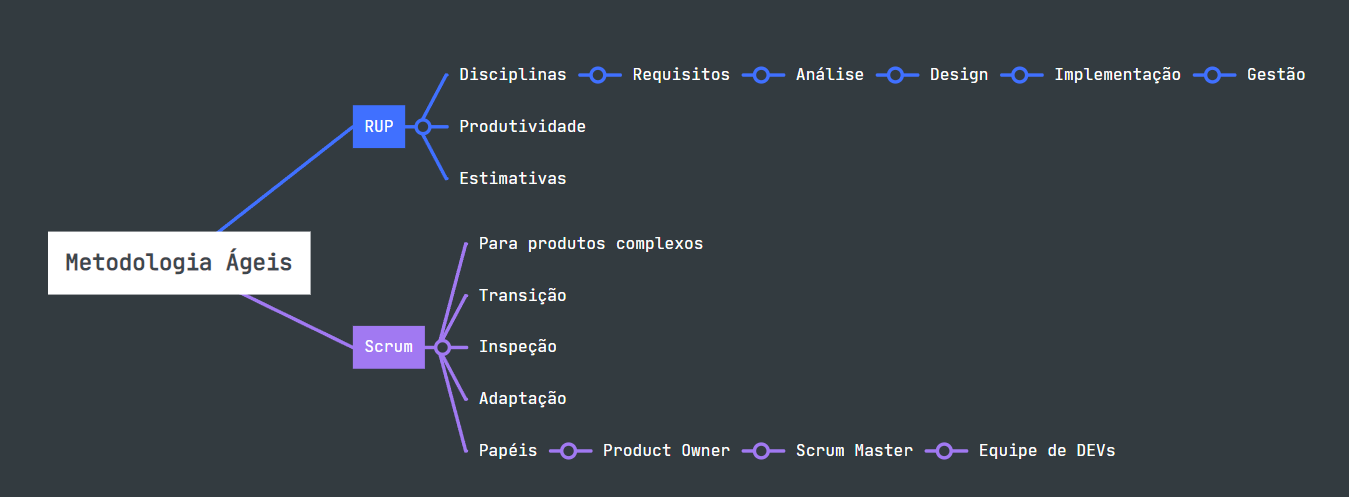 Disciplinas Requisitos Análise Design Implementação Gestão
RUP Produtividade
Estimativas
Para produtos complexos
Metodologia Ágeis
Transição
Scrum Inspeção
Adaptação
Papéis Product Owner Scrum Master Equipe de DEVs